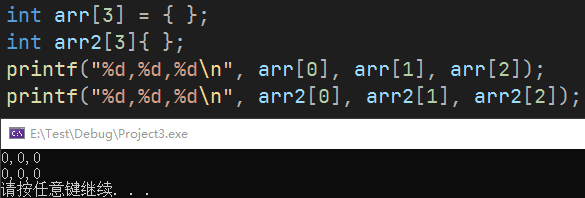 int arr[3] = { };
int arr2[3]{ };
printf("%d,%d,%d\n", arr[0], arr[1], arr[2]);
printf("%d,%d,%d\n", arr2[0], arr2[1], arr2[2]);
E:\Test\Debug\Project3.exe
0,0,0
0,0,0
请按任意键继续. . .